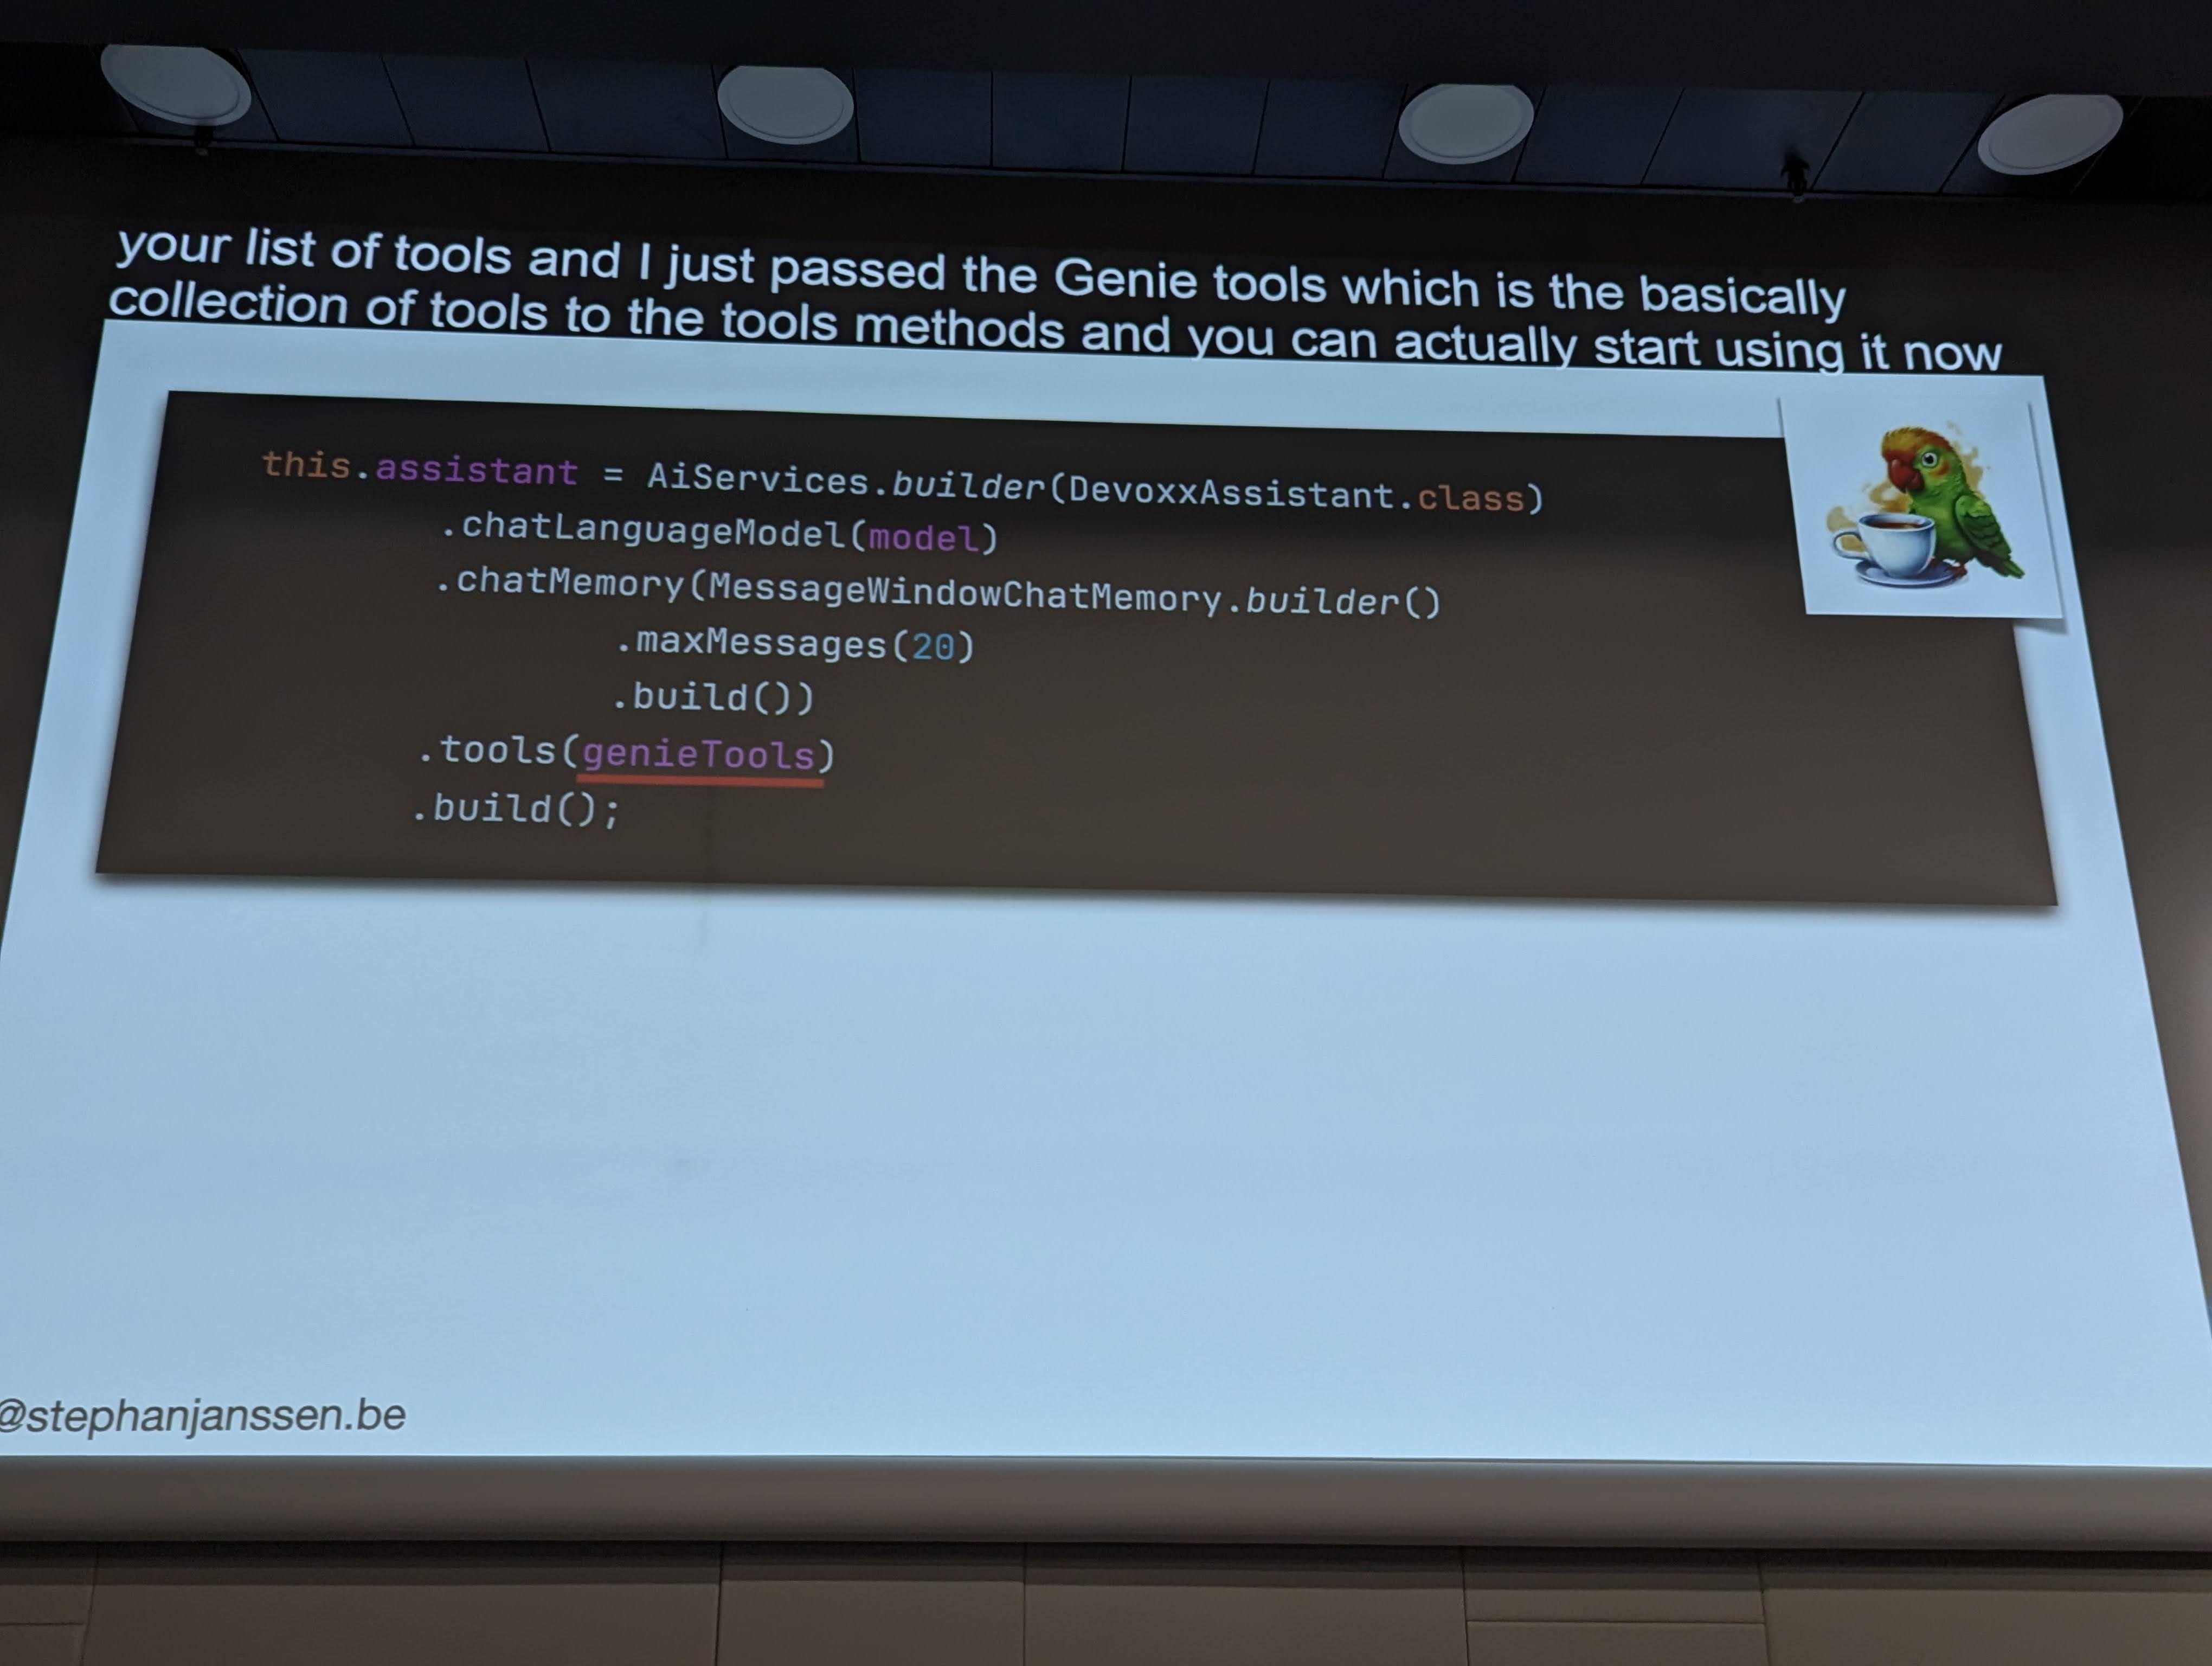 your list of tools and I just passed the Genie tools which is the basically
collection of tools to the tools methods and you can actually start using it now
this.assistant = AiServices.builder(DevoxxAssistant.class)
.chatLanguageModel(model)
.chatMemory(MessageWindowChatMemory.builder()
.maxMessages(20)
.build())
.tools(genieTools)
.build();
@stephanjanssen.be